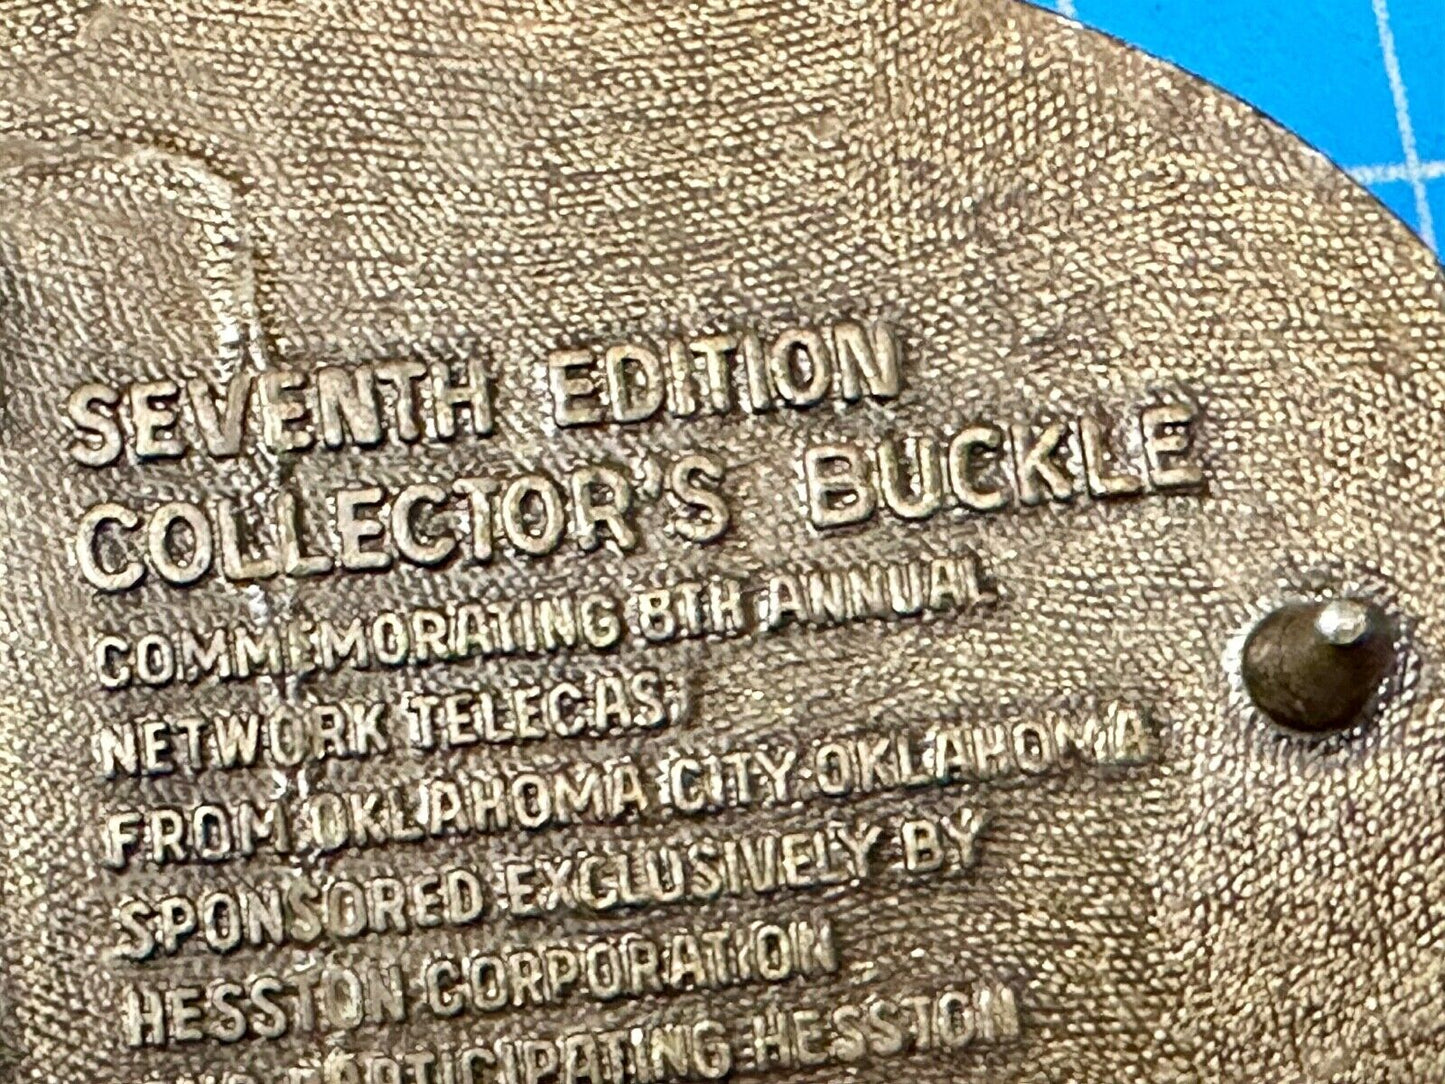 SEVENTH EDITION
COLLECTOR'S BUCKLE
COMMEMORATING 8TH ANNUAL
NETWORK TELECAST
FROM OKLAHOMA CITY OKLAHOMA
SPONSORED EXCLUSIVELY BY
HESSTON CORPORATION
PARTICIPATING HESSTON